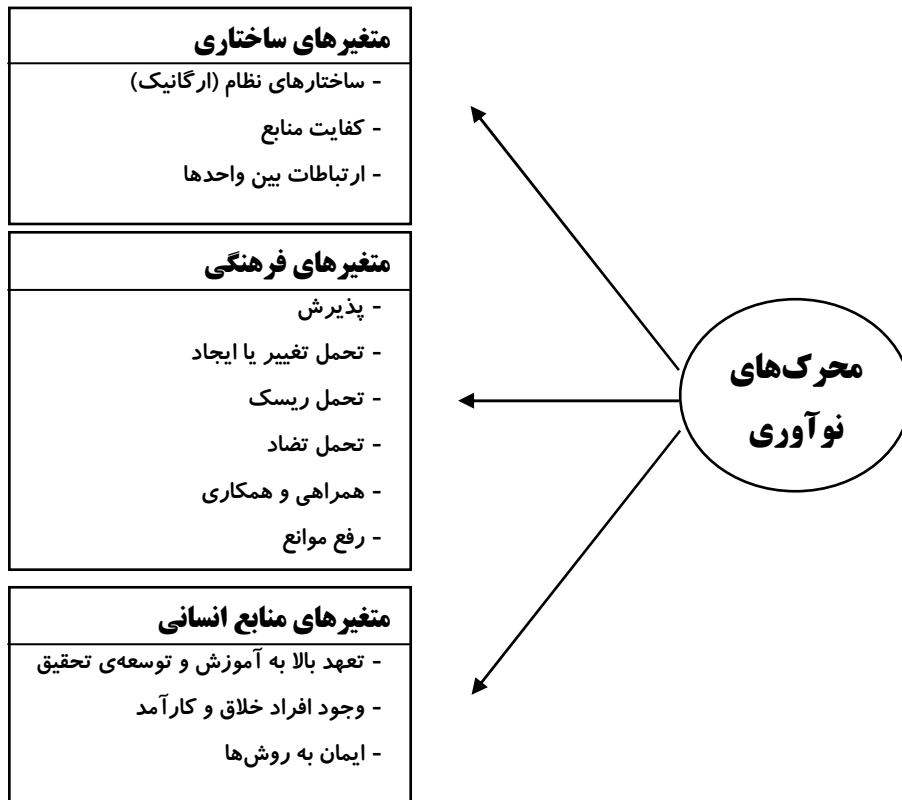 متغیرهای ساختاری
- ساختارهای نظام (ارگانیک)
- کفایت منابع
- ارتباطات بین واحدها
متغیرهای فرهنگی
- پذیرش
- تحمل تغییر یا ایجاد
- تحمل ریسک
- تحمل تضاد
- همراهی و همکاری
- رفع موانع
متغیرهای منابع انسانی
- تعهد بالا به آموزش و توسعه‌ی تحقیق
- وجود افراد خلاق و کارآمد
- ایمان به روش‌ها
محرک‌های
نوآوری